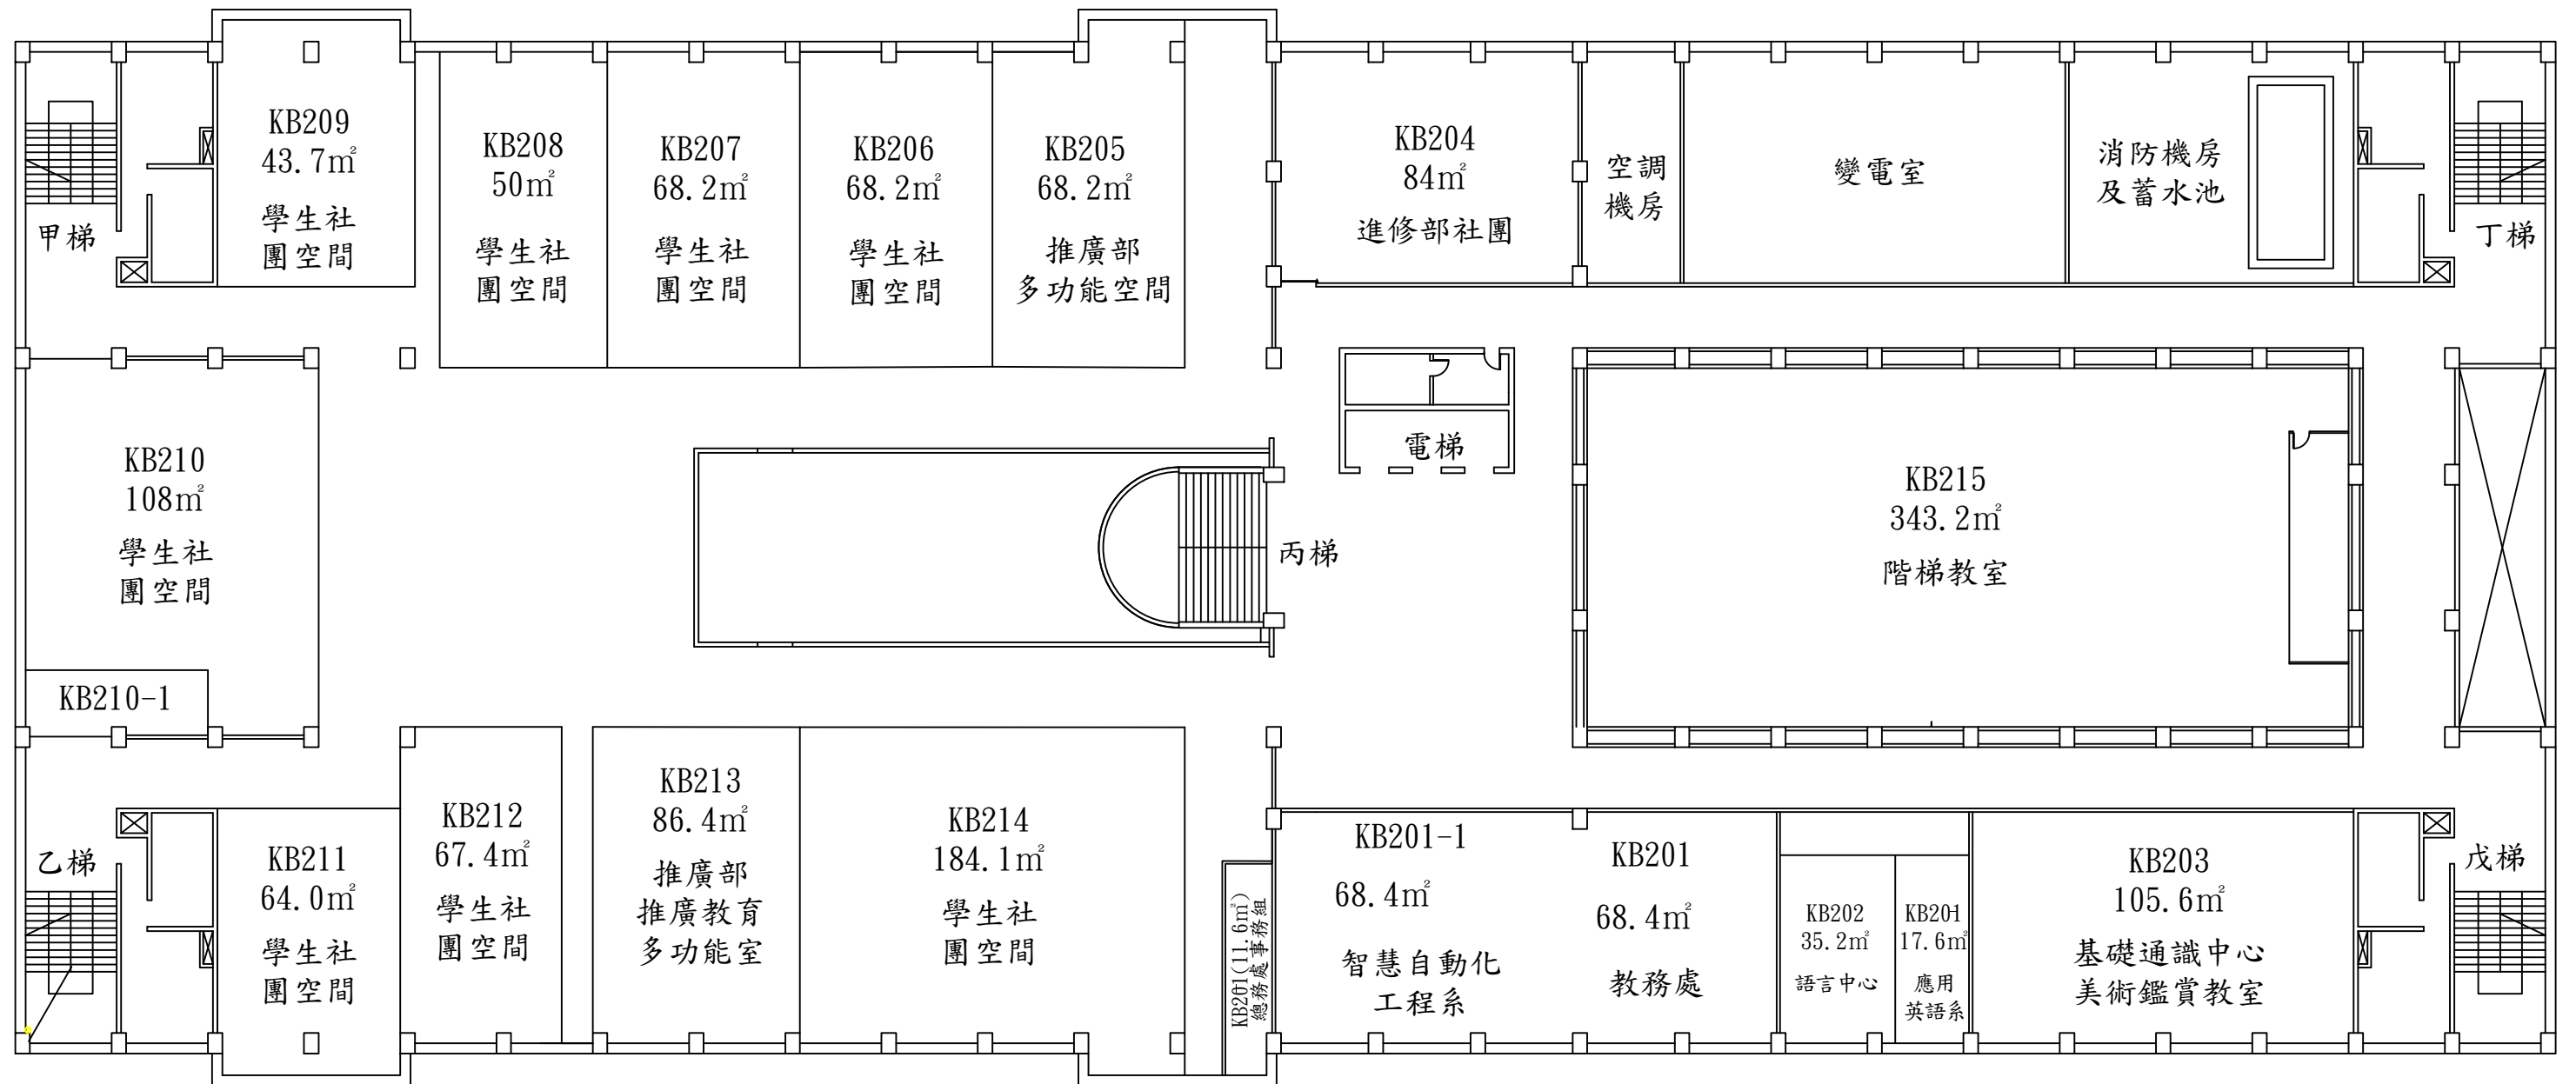 KB209
43.7㎡
學生社
團空間
KB208
50㎡
學生社
團空間
KB207
68.2㎡
學生社
團空間
KB206
68.2㎡
學生社
團空間
KB205
68.2㎡
推廣部
多功能空間
KB204
84㎡
進修部社團
空調
機房
變電室
消防機房
及蓄水池
甲梯
丁梯
KB210
108㎡
學生社
團空間
KB210-1
丙梯
電梯
KB215
343.2㎡
階梯教室
乙梯
KB211
64.0㎡
學生社
團空間
KB212
67.4㎡
學生社
團空間
KB213
86.4㎡
推廣部
推廣教育
多功能室
KB214
184.1㎡
學生社
團空間
KB201(11.6㎡)
總務處事務組
KB201-1
68.4㎡
智慧自動化
工程系
KB201
68.4㎡
教務處
KB202
35.2㎡
語言中心
KB201
17.6㎡
應用
英語系
KB203
105.6㎡
基礎通識中心
美術鑑賞教室
戊梯